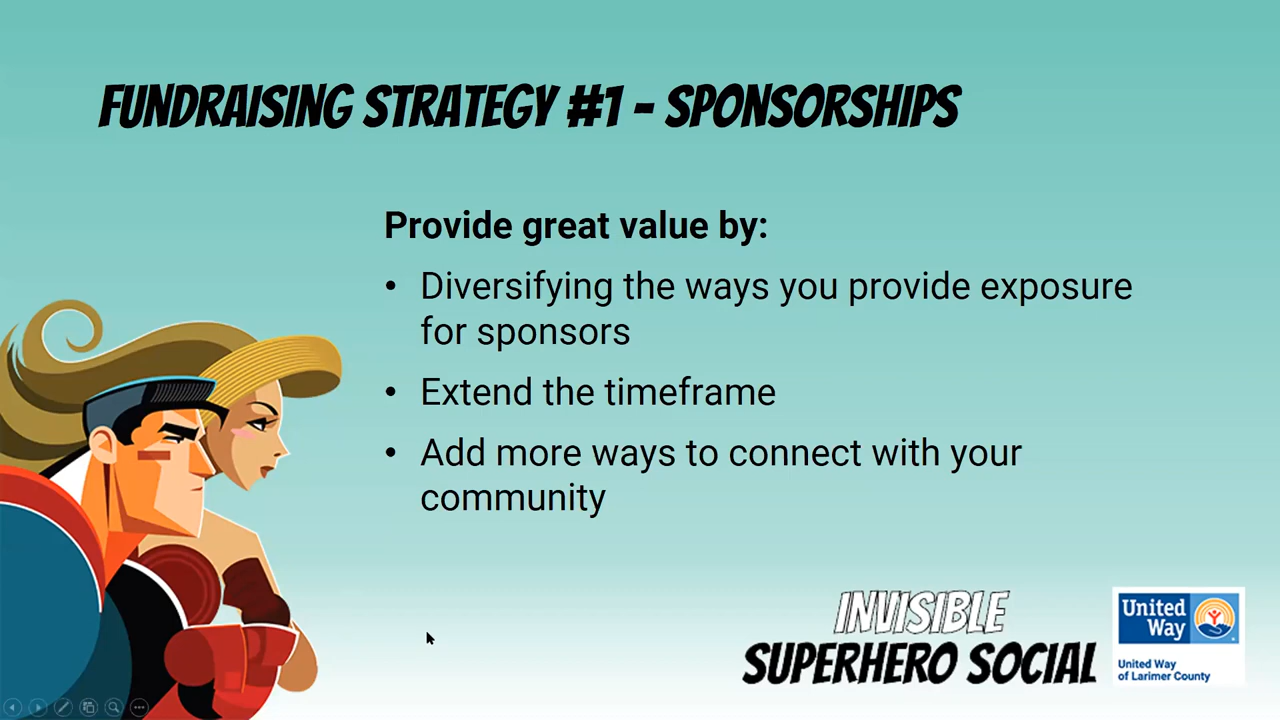 FUNDRAISING STRATEGY #1 - SPONSORSHIPS
Provide great value by:
• Diversifying the ways you provide exposure
for sponsors
• Extend the timeframe
• Add more ways to connect with your
community
INVISIBLE
SUPERHERO SOCIAL
United
Way
United Way
of Larimer County